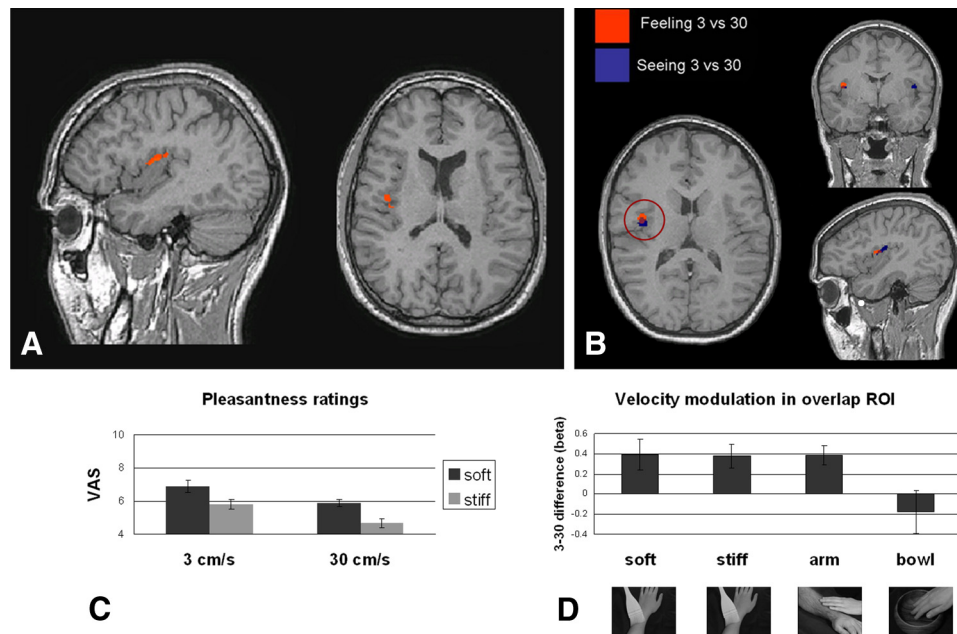 A
Feeling 3 vs 30
Seeing 3 vs 30
B
Pleasantness ratings
VAS
10
8
6
4
3 cm/s
30 cm/s
soft
stiff
C
Velocity modulation in overlap ROI
3-30 difference (beta)
0.6
0.4
0.2
0
-0.2
-0.4
soft
stiff
arm
bowl
D